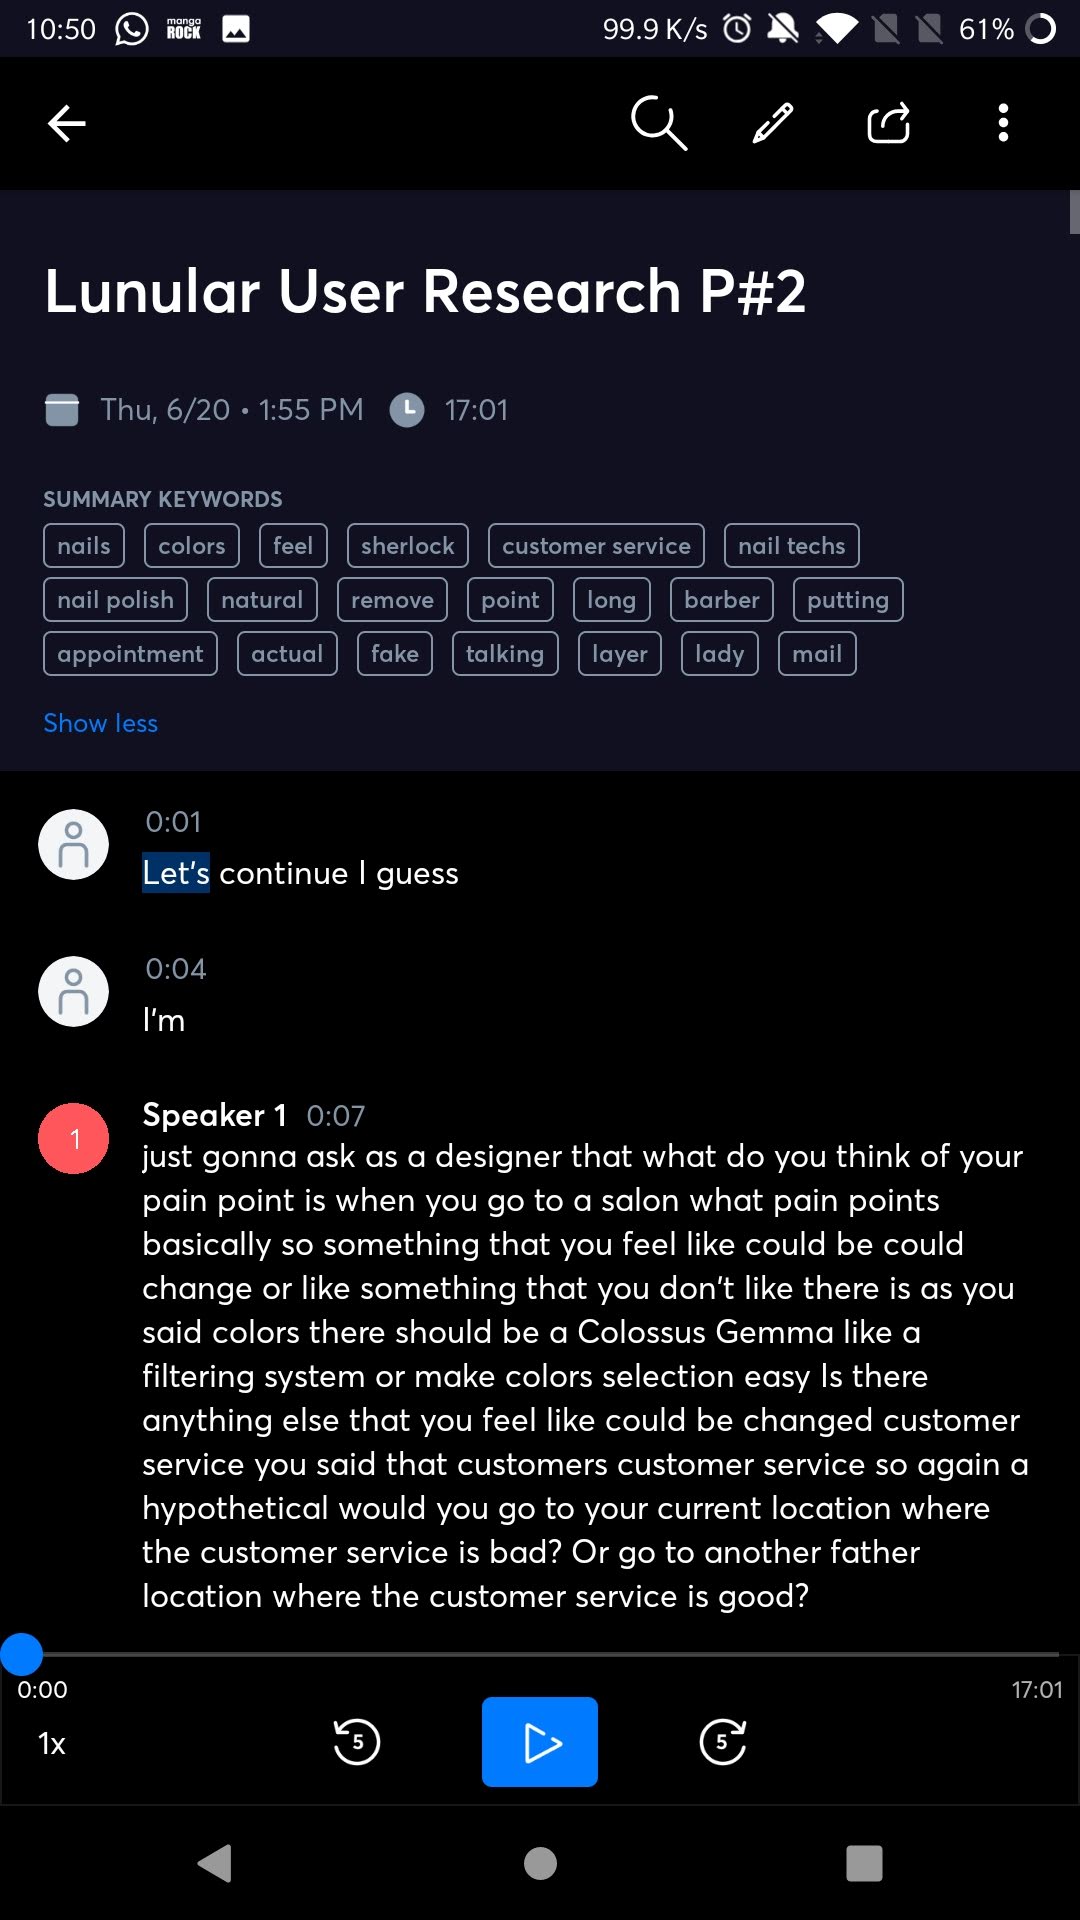 10:50 manga ROCK 99.9 K/s 61%
Lunular User Research P#2
Thu, 6/20 • 1:55 PM 17:01
SUMMARY KEYWORDS
nails colors feel sherlock customer service nail techs
nail polish natural remove point long barber putting
appointment actual fake talking layer lady mail
Show less
0:01
Let's continue I guess
0:04
I'm
1 Speaker 1 0:07
just gonna ask as a designer that what do you think of your
pain point is when you go to a salon what pain points
basically so something that you feel like could be could
change or like something that you don't like there is as you
said colors there should be a Colossus Gemma like a
filtering system or make colors selection easy Is there
anything else that you feel like could be changed customer
service you said that customers customer service so again a
hypothetical would you go to your current location where
the customer service is bad? Or go to another father
location where the customer service is good?
0:00 17:01
1x 5 5